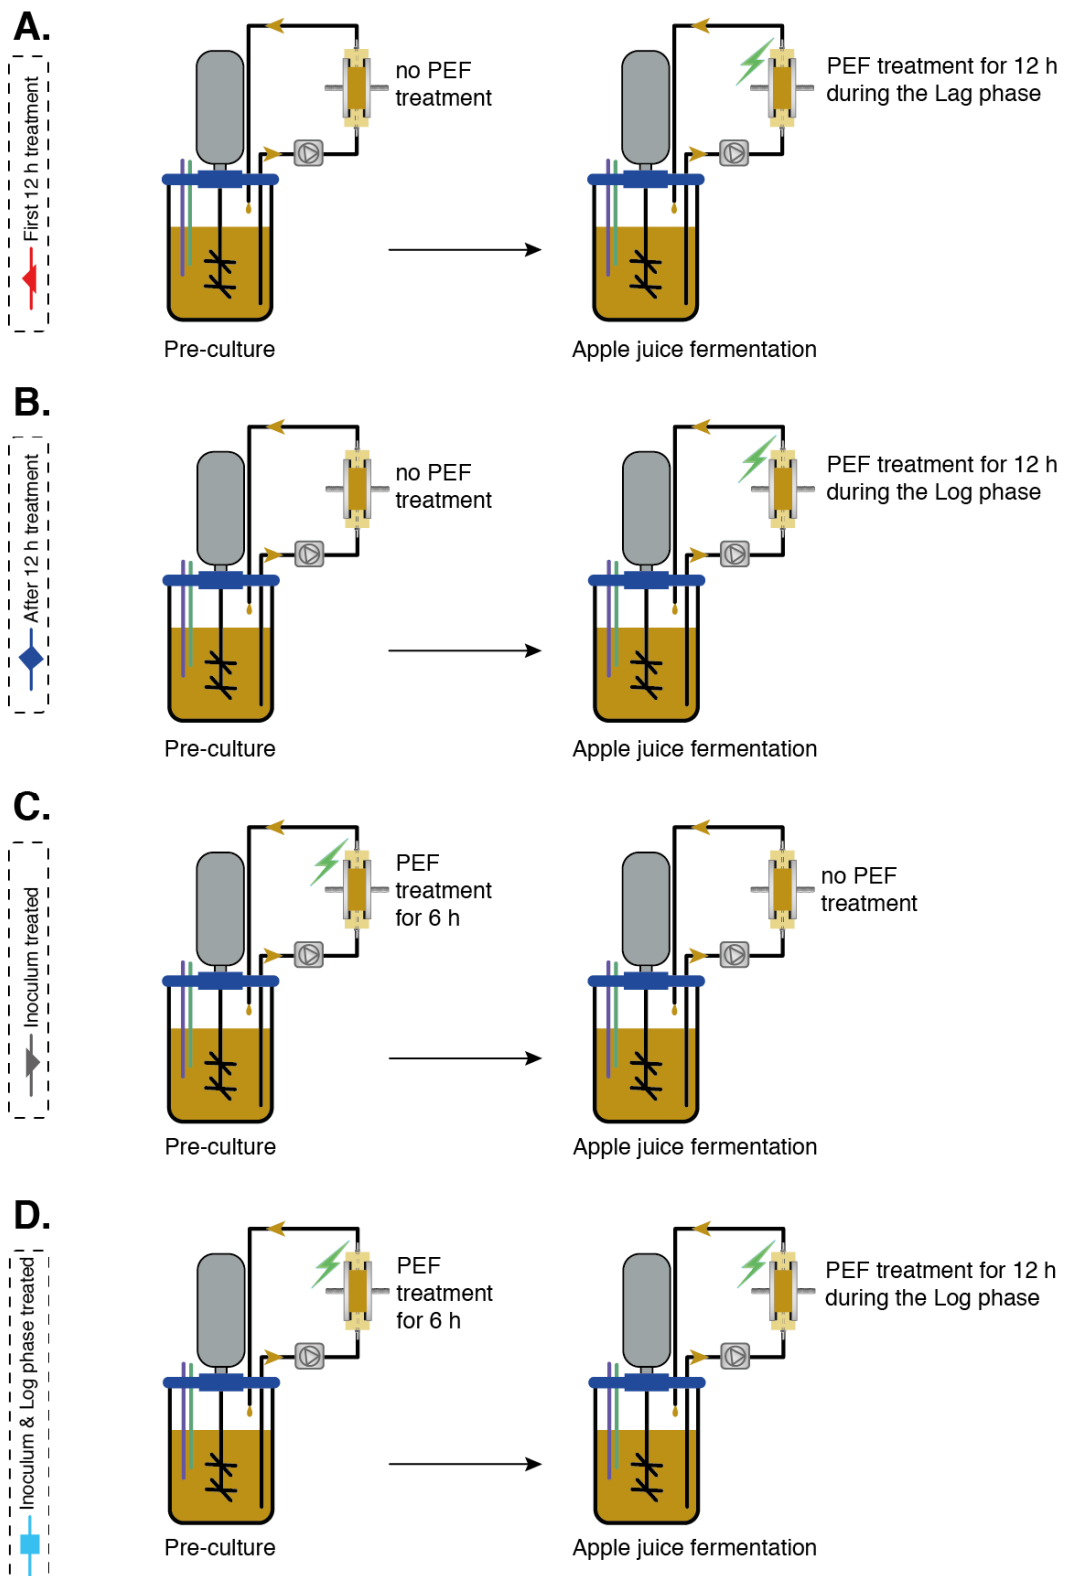 A.
First 12 h treatment
no PEF
treatment
PEF treatment for 12 h
during the Lag phase
Pre-culture
Apple juice fermentation
B.
After 12 h treatment
no PEF
treatment
PEF treatment for 12 h
during the Log phase
Pre-culture
Apple juice fermentation
C.
Inoculum treated
PEF
treatment
for 6 h
no PEF
treatment
Pre-culture
Apple juice fermentation
D.
Inoculum & Log phase treated
PEF
treatment
for 6 h
PEF treatment for 12 h
during the Log phase
Pre-culture
Apple juice fermentation